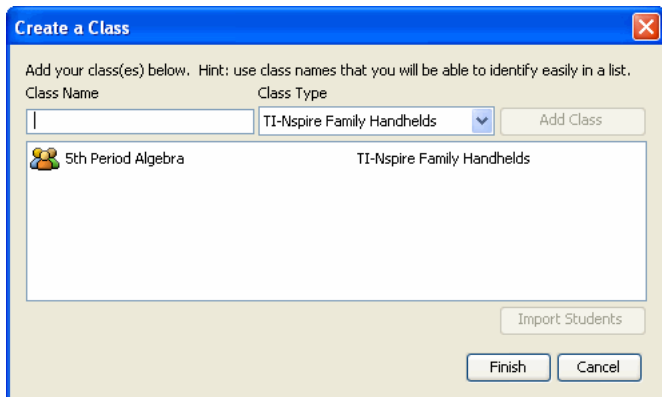 Create a Class
Add your class(es) below. Hint: use class names that you will be able to identify easily in a list.
Class Name Class Type
TI-Nspire Family Handhelds Add Class
5th Period Algebra TI-Nspire Family Handhelds
Import Students
Finish Cancel